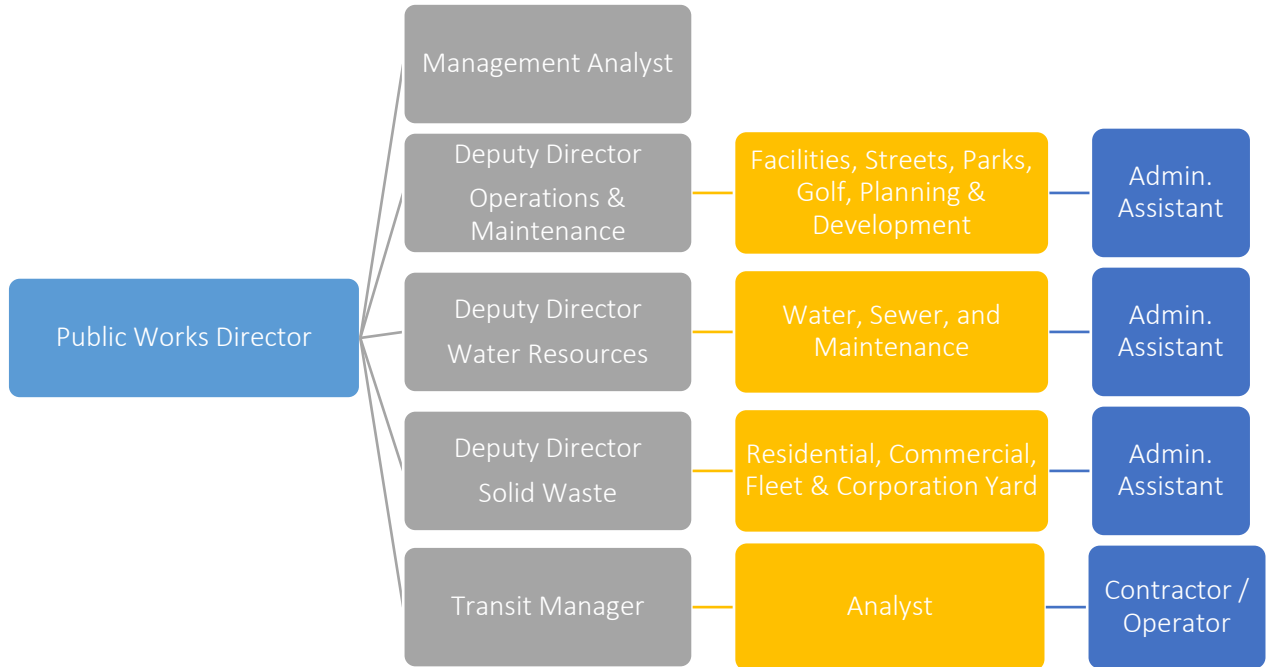 Management Analyst
Deputy Director
Operations &
Maintenance
Facilities, Streets, Parks,
Golf, Planning &
Development
Admin.
Assistant
Public Works Director
Deputy Director
Water Resources
Water, Sewer, and
Maintenance
Admin.
Assistant
Deputy Director
Solid Waste
Residential, Commercial,
Fleet & Corporation Yard
Admin.
Assistant
Transit Manager
Analyst
Contractor /
Operator